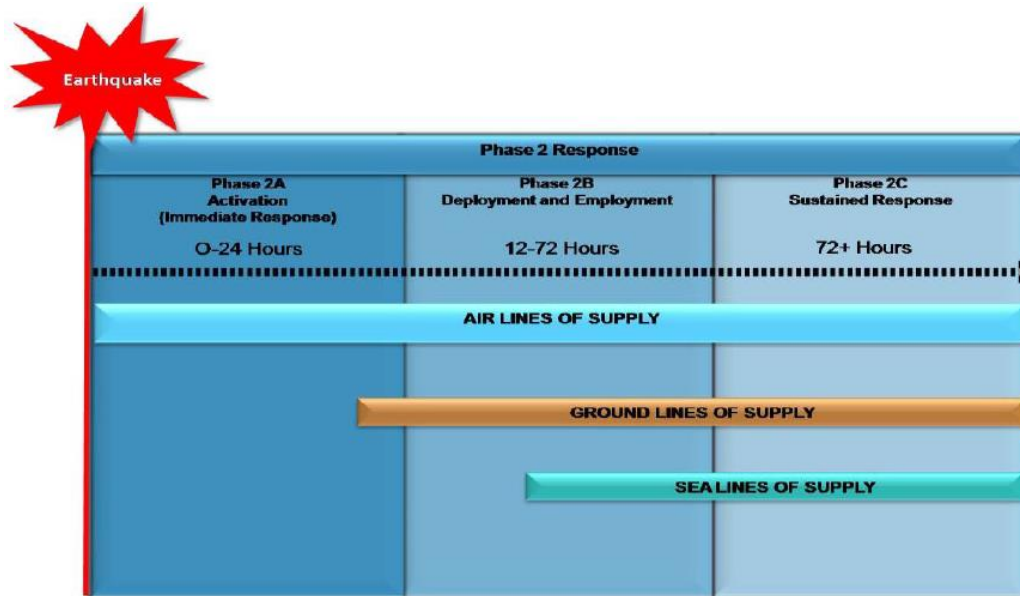 Earthquake
Phase 2 Response
Phase 2A
Activation
(Immediate Response)
O-24 Hours
Phase 2B
Deployment and Employment
12-72 Hours
Phase 2C
Sustained Response
72+ Hours
AIR LINES OF SUPPLY
GROUND LINES OF SUPPLY
SEA LINES OF SUPPLY